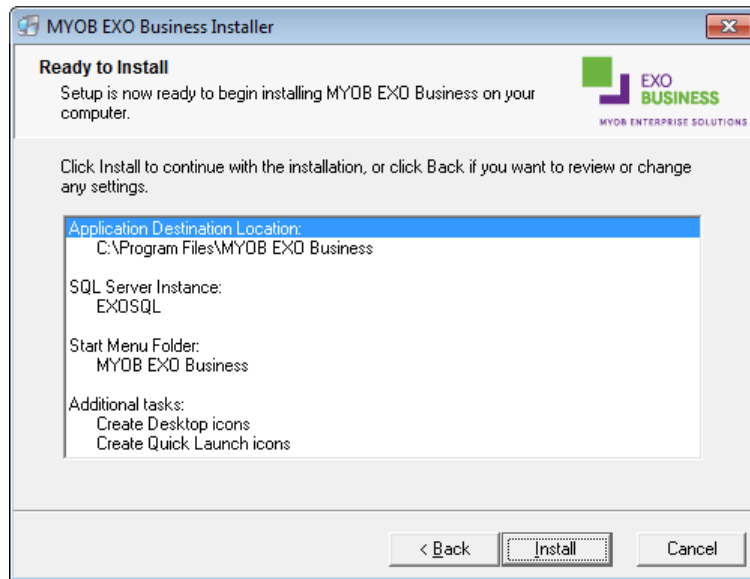 MYOB EXO Business Installer
Ready to Install
Setup is now ready to begin installing MYOB EXO Business on your
computer.
EXO
BUSINESS
MYOB ENTERPRISE SOLUTIONS
Click Install to continue with the installation, or click Back if you want to review or change
any settings.
Application Destination Location:
C:\Program Files\MYOB EXO Business
SQL Server Instance:
EXOSQL
Start Menu Folder:
MYOB EXO Business
Additional tasks:
Create Desktop icons
Create Quick Launch icons
< Back
Install
Cancel